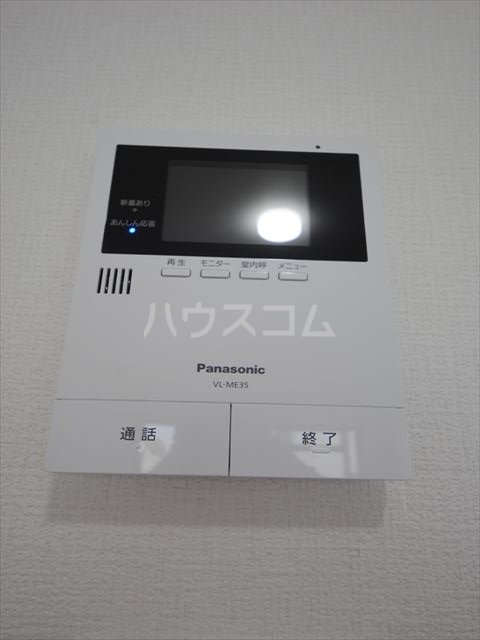 新着あり
あんしん応答
再生 モニター 室内呼 メニュー
ハウスコム
Panasonic
VL-ME35
通話 終了